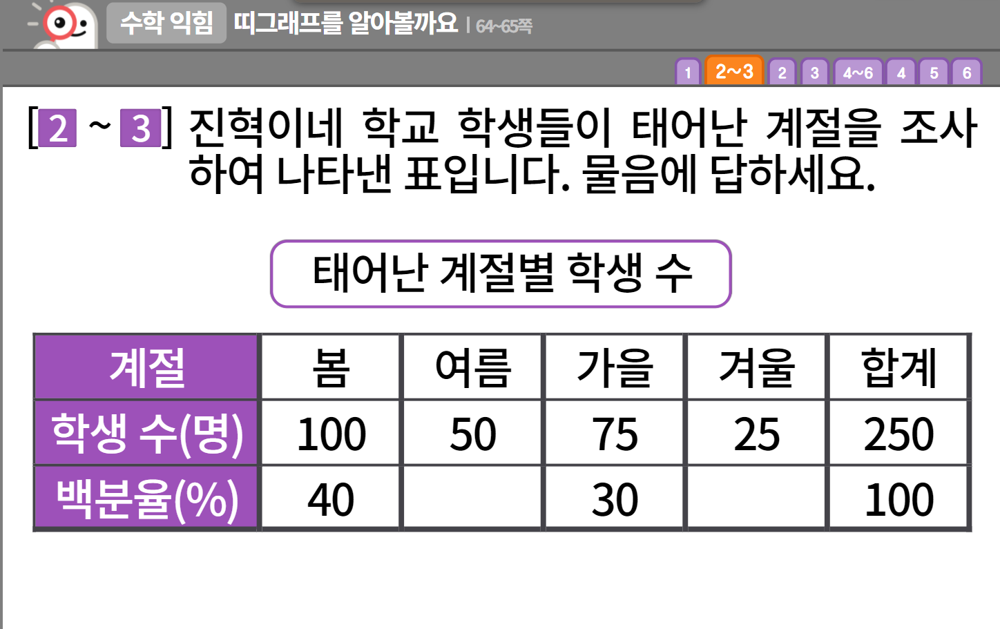 수학 익힘 띠그래프를 알아볼까요 | 64~65쪽
1 2~3 2 3 4~6 4 5 6
[2 ~ 3] 진혁이네 학교 학생들이 태어난 계절을 조사
하여 나타낸 표입니다. 물음에 답하세요.
태어난 계절별 학생 수
계절 봄 여름 가을 겨울 합계
학생 수(명) 100 50 75 25 250
백분율(%) 40 30 100